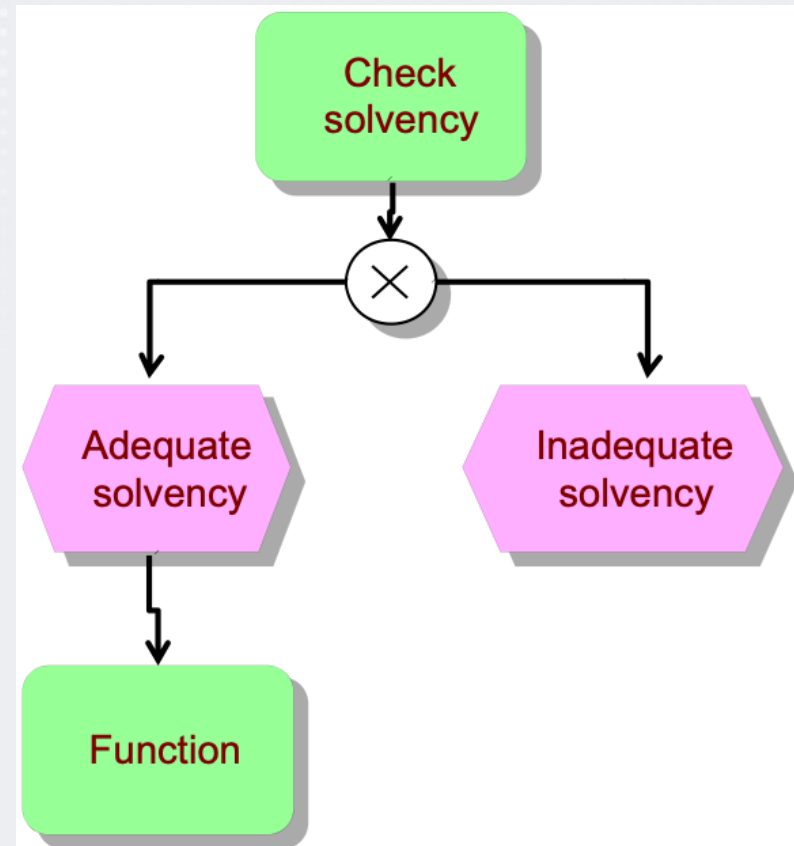 Check
solvency
Adequate
solvency
Inadequate
solvency
Function